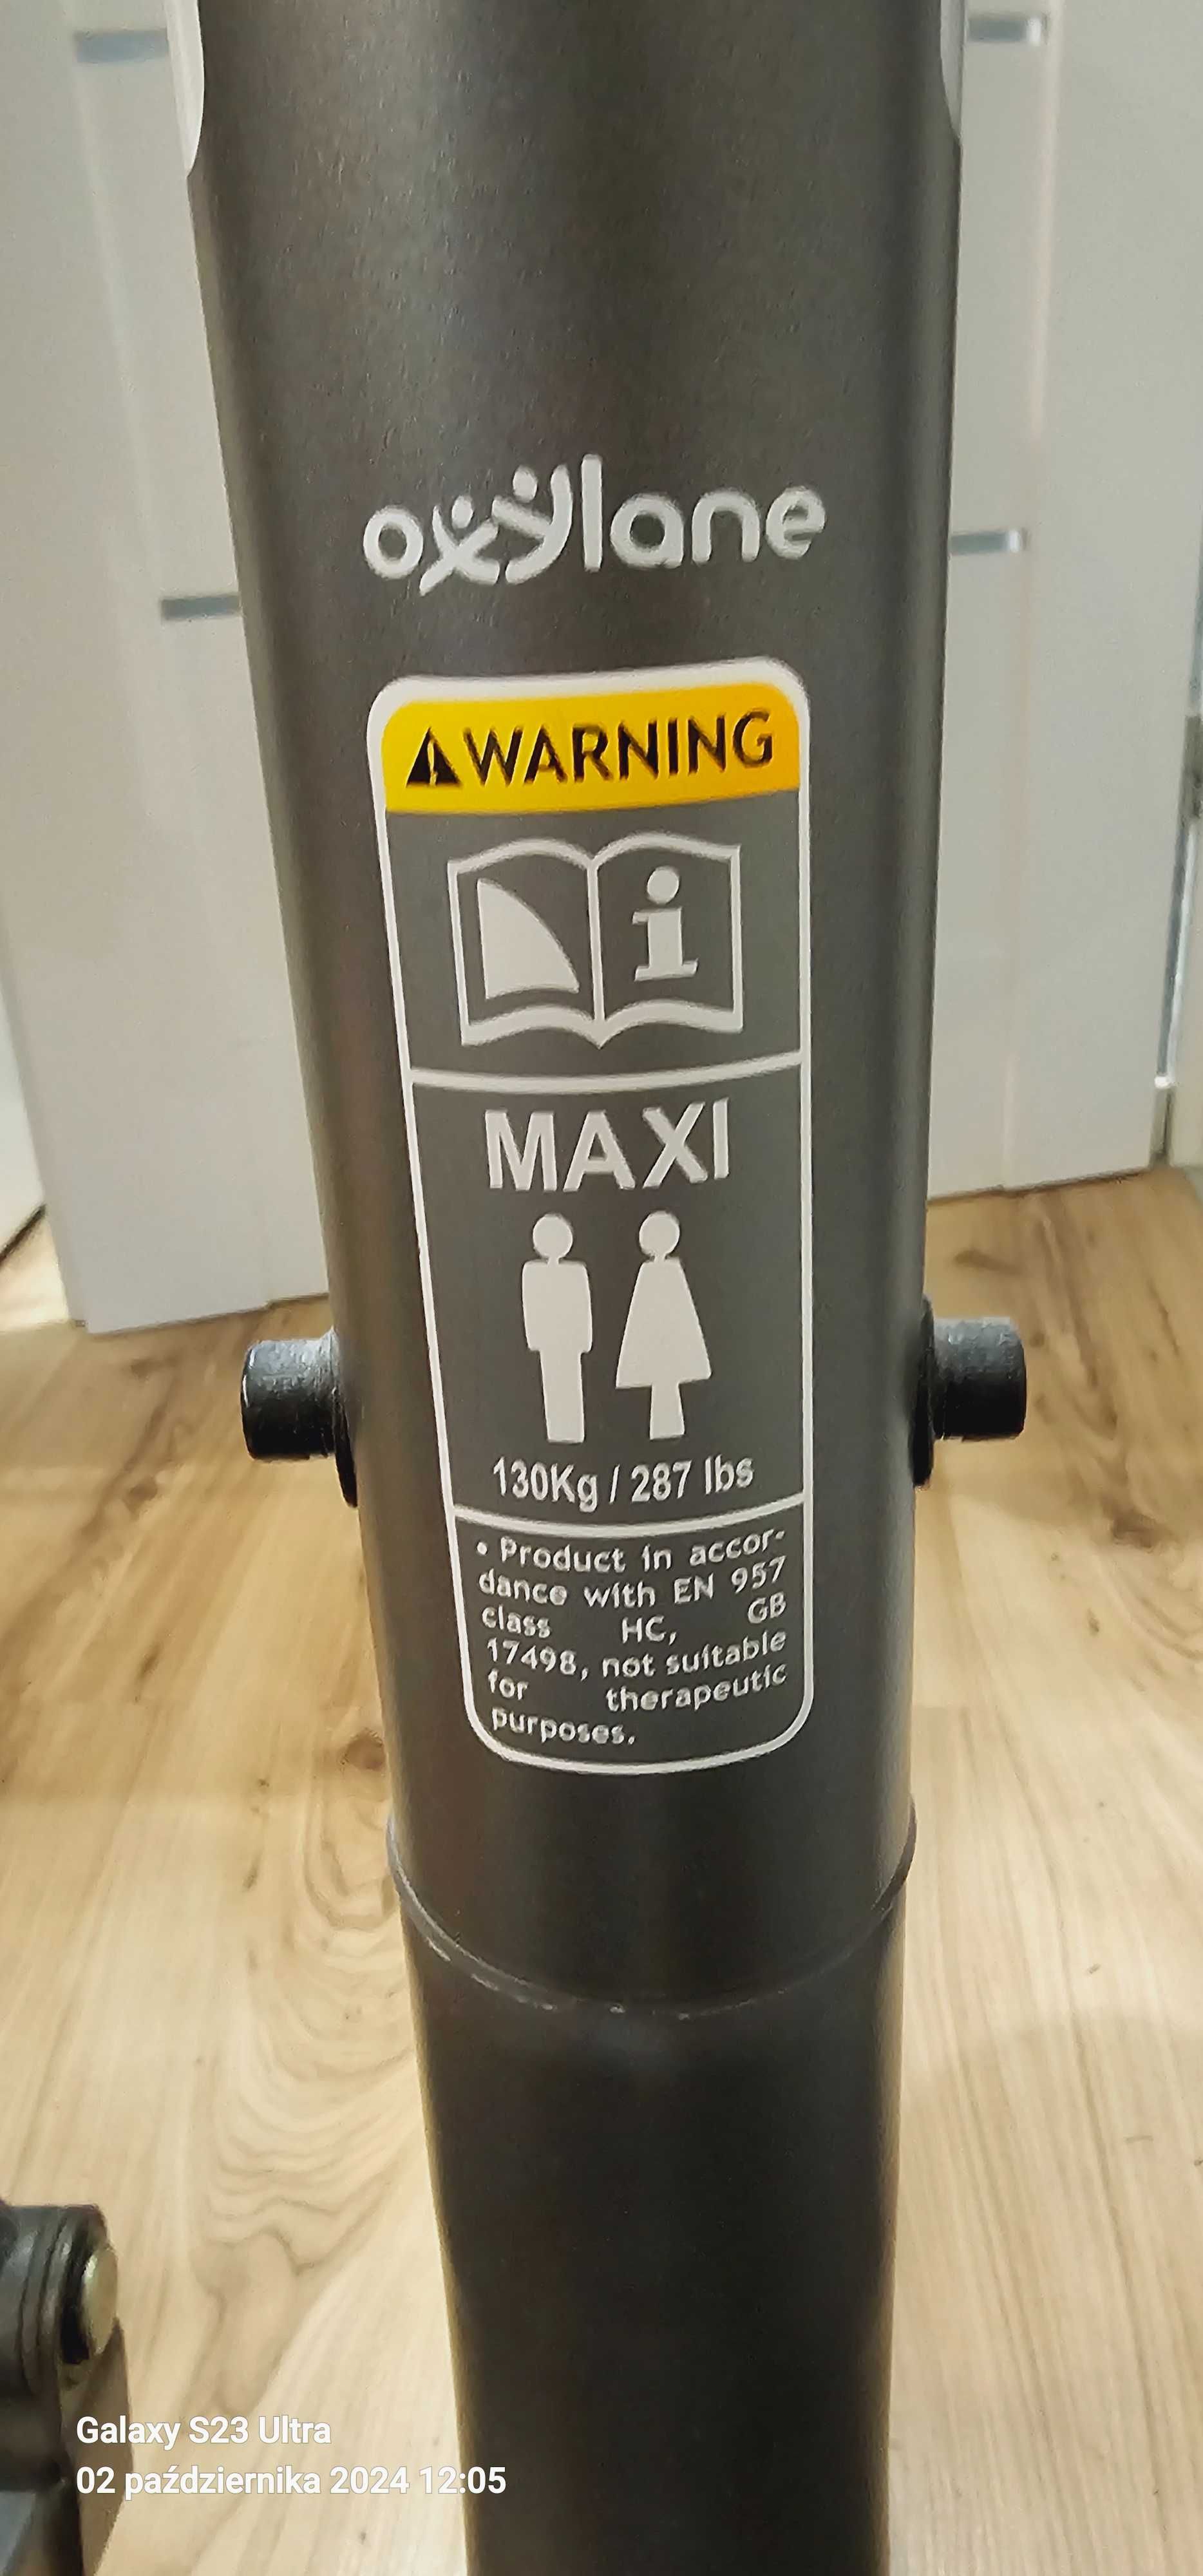 oxylane
WARNING
i
MAXI
130Kg / 287 lbs
• Product in accor-
dance with EN 957
class HC, GB
17498, not suitable
for therapeutic
purposes.
Galaxy S23 Ultra
02 października 2024 12:05